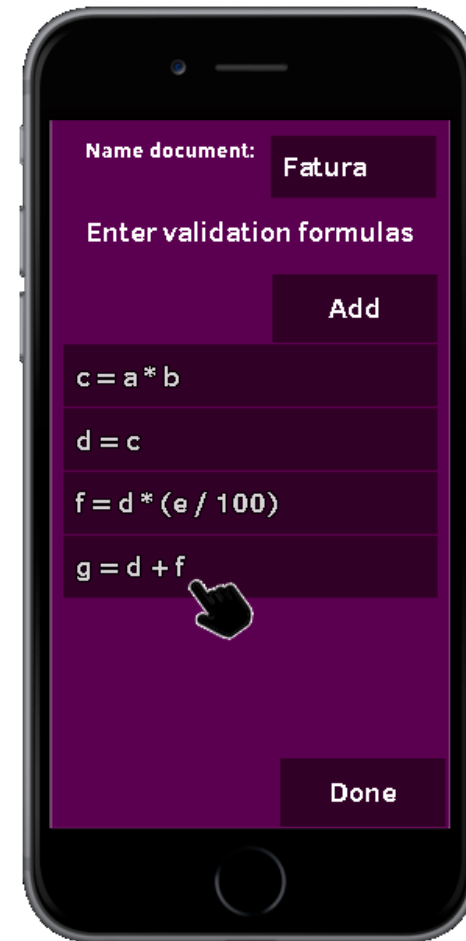 Name document:
Fatura
Enter validation formulas
Add
c = a * b
d = c
f = d * (e / 100)
g = d + f
Done